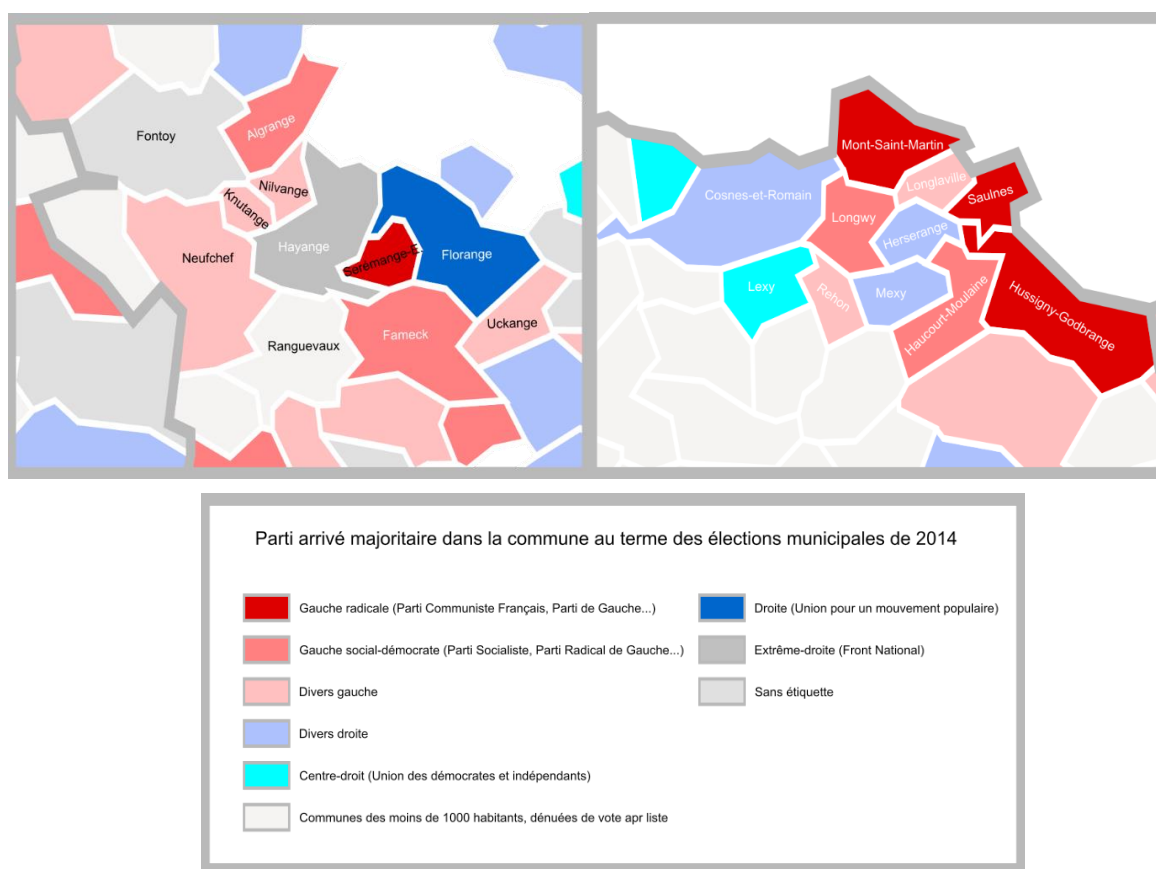 Fontoy
Algrange
Nilvange
Knutange
Hayange
Neufchef
Serémange-E.
Florange
Uckange
Ranguevaux
Fameck
Mont-Saint-Martin
Longlaville
Saulnes
Cosnes-et-Romain
Longwy
Herserange
Lexy
Rehon
Mexy
Haucourt-Moulaine
Hussigny-Godbrange
Parti arrivé majoritaire dans la commune au terme des élections municipales de 2014
Gauche radicale (Parti Communiste Français, Parti de Gauche...)
Gauche social-démocrate (Parti Socialiste, Parti Radical de Gauche...)
Divers gauche
Divers droite
Centre-droit (Union des démocrates et indépendants)
Communes des moins de 1000 habitants, dénuées de vote apr liste
Droite (Union pour un mouvement populaire)
Extrême-droite (Front National)
Sans étiquette